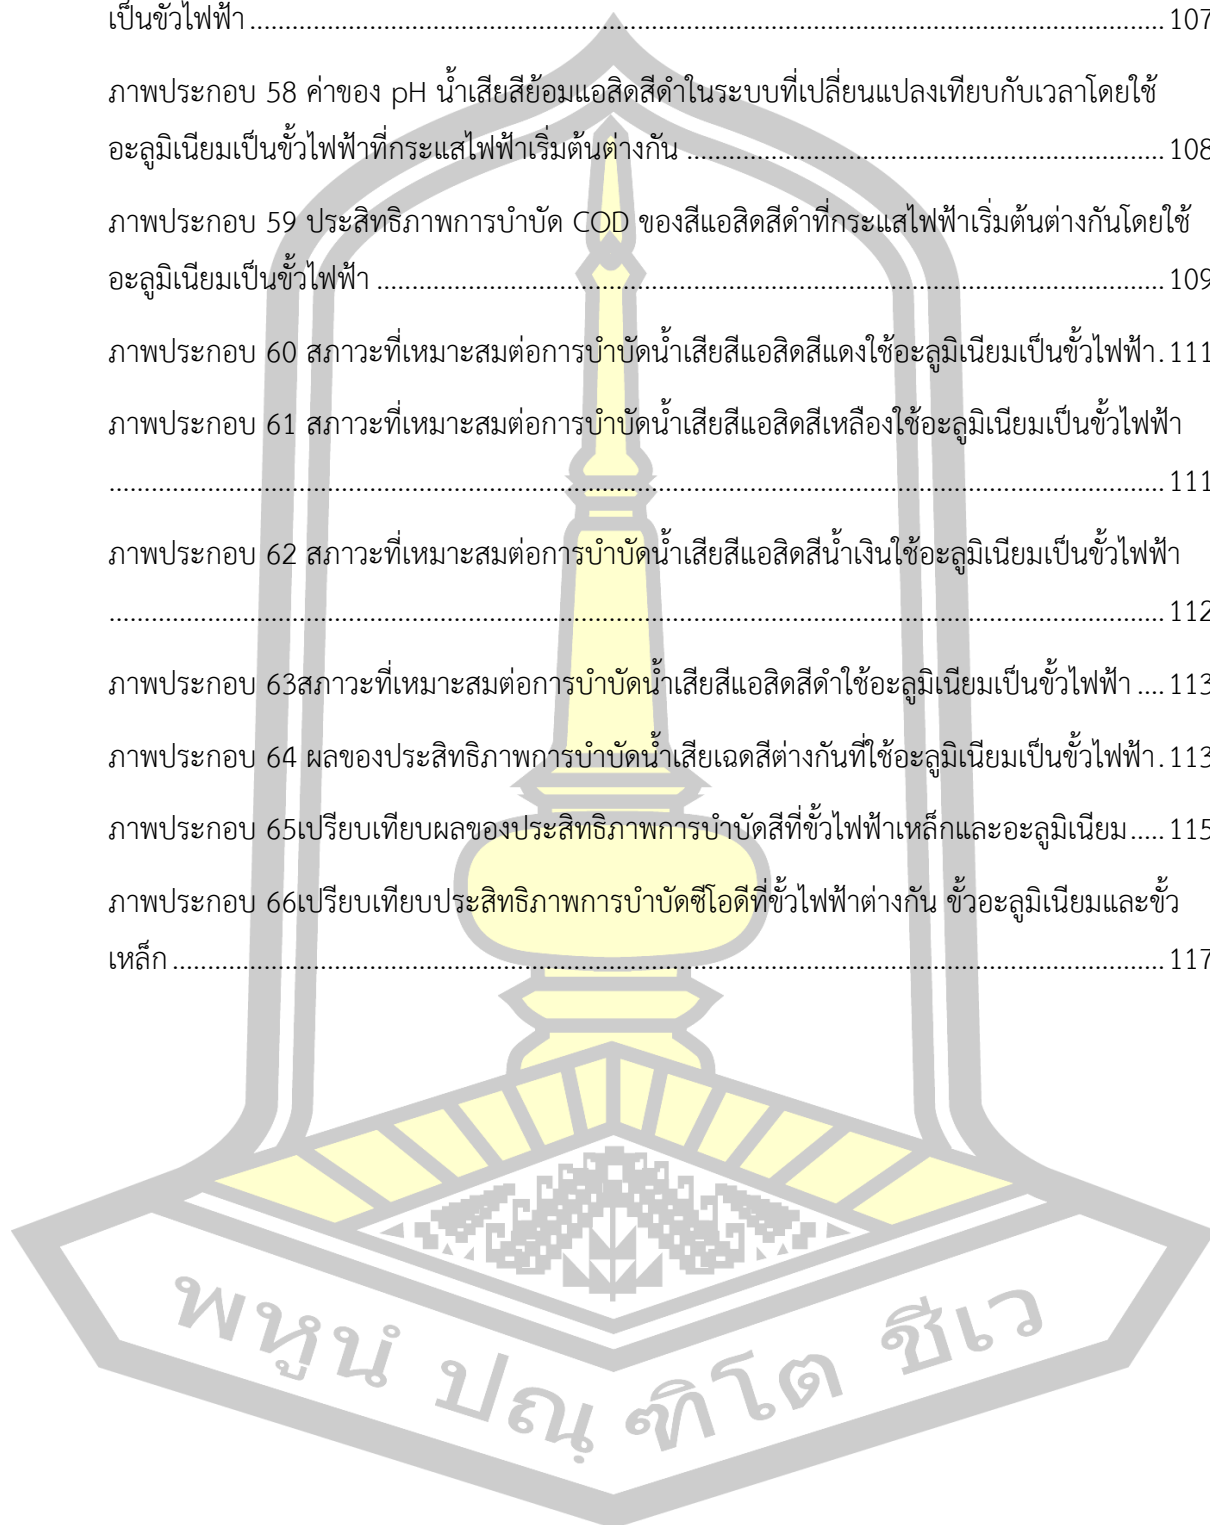 เป็นขั้วไฟฟ้า ........................................................................................................ 107
ภาพประกอบ 58 ค่าของ pH น้ำเสียสีย้อมแอสิดสีดำในระบบที่เปลี่ยนแปลงเทียบกับเวลาโดยใช้
อะลูมิเนียมเป็นขั้วไฟฟ้าที่กระแสไฟฟ้าเริ่มต้นต่างกัน ...................................................... 108
ภาพประกอบ 59 ประสิทธิภาพการบำบัด COD ของสีแอสิดสีดำที่กระแสไฟฟ้าเริ่มต้นต่างกันโดยใช้
อะลูมิเนียมเป็นขั้วไฟฟ้า ......................................................................................... 109
ภาพประกอบ 60 สภาวะที่เหมาะสมต่อการบำบัดน้ำเสียสีแอสิดสีแดงใช้อะลูมิเนียมเป็นขั้วไฟฟ้า. 111
ภาพประกอบ 61 สภาวะที่เหมาะสมต่อการบำบัดน้ำเสียสีแอสิดสีเหลืองใช้อะลูมิเนียมเป็นขั้วไฟฟ้า
........................................................................................................................ 111
ภาพประกอบ 62 สภาวะที่เหมาะสมต่อการบำบัดน้ำเสียสีแอสิดสีน้ำเงินใช้อะลูมิเนียมเป็นขั้วไฟฟ้า
........................................................................................................................ 112
ภาพประกอบ 63สภาวะที่เหมาะสมต่อการบำบัดน้ำเสียสีแอสิดสีดำใช้อะลูมิเนียมเป็นขั้วไฟฟ้า .... 113
ภาพประกอบ 64 ผลของประสิทธิภาพการบำบัดน้ำเสียเฉดสีต่างกันที่ใช้อะลูมิเนียมเป็นขั้วไฟฟ้า. 113
ภาพประกอบ 65เปรียบเทียบผลของประสิทธิภาพการบำบัดสีที่ขั้วไฟฟ้าเหล็กและอะลูมิเนียม..... 115
ภาพประกอบ 66เปรียบเทียบประสิทธิภาพการบำบัดซีโอดีที่ขั้วไฟฟ้าต่างกัน ขั้วอะลูมิเนียมและขั้ว
เหล็ก ................................................................................................................. 117
พหูนํ ปณฺ ฑิโต ชีเว